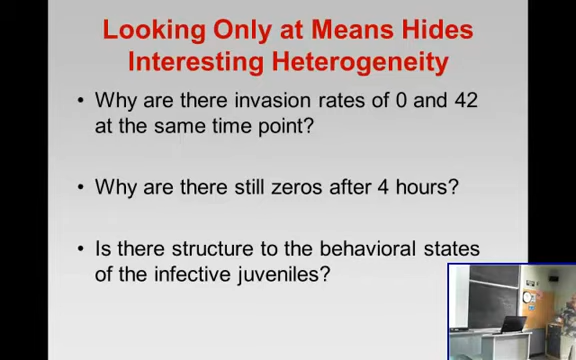 Looking Only at Means Hides
Interesting Heterogeneity
• Why are there invasion rates of 0 and 42
at the same time point?
• Why are there still zeros after 4 hours?
• Is there structure to the behavioral states
of the infective juveniles?